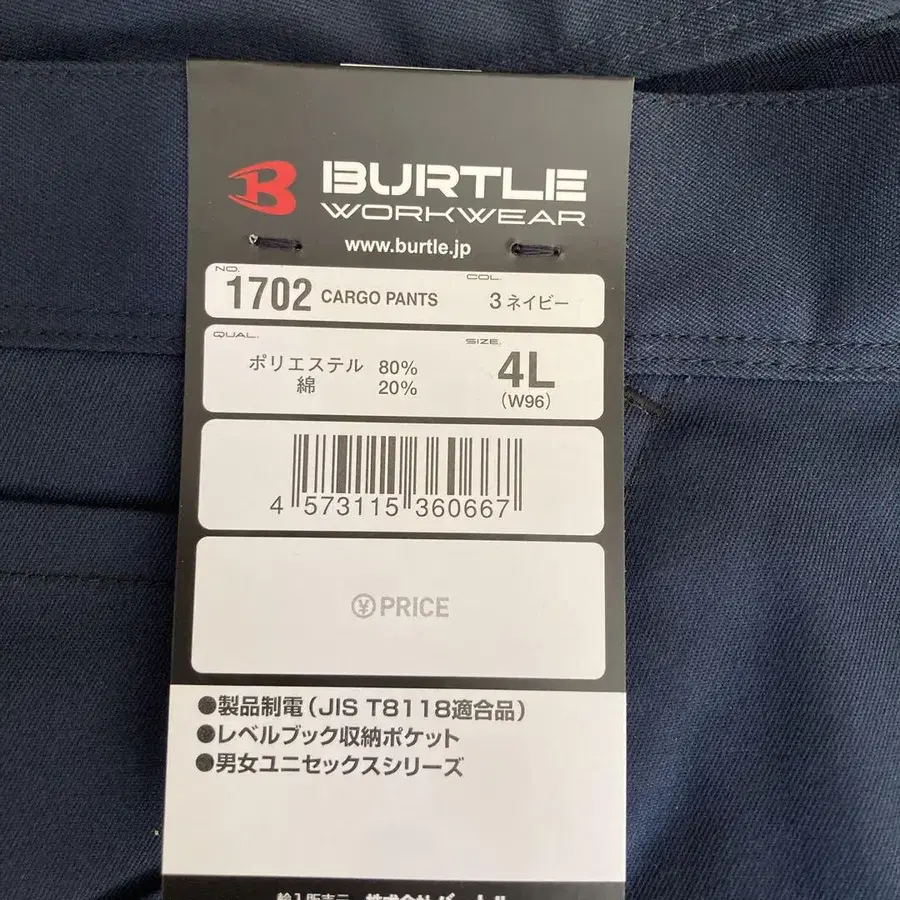 BURTLE
WORKWEAR
www.burtle.jp
NO. COL.
1702 CARGO PANTS 3 ネイビー
QUAL. SIZE.
ポリエステル 80% 4L
綿 20% (W96)
4 573115 360667
¥ PRICE
●製品制電(JIS T8118適合品)
●レベルブック収納ポケット
●男女ユニセックスシリーズ